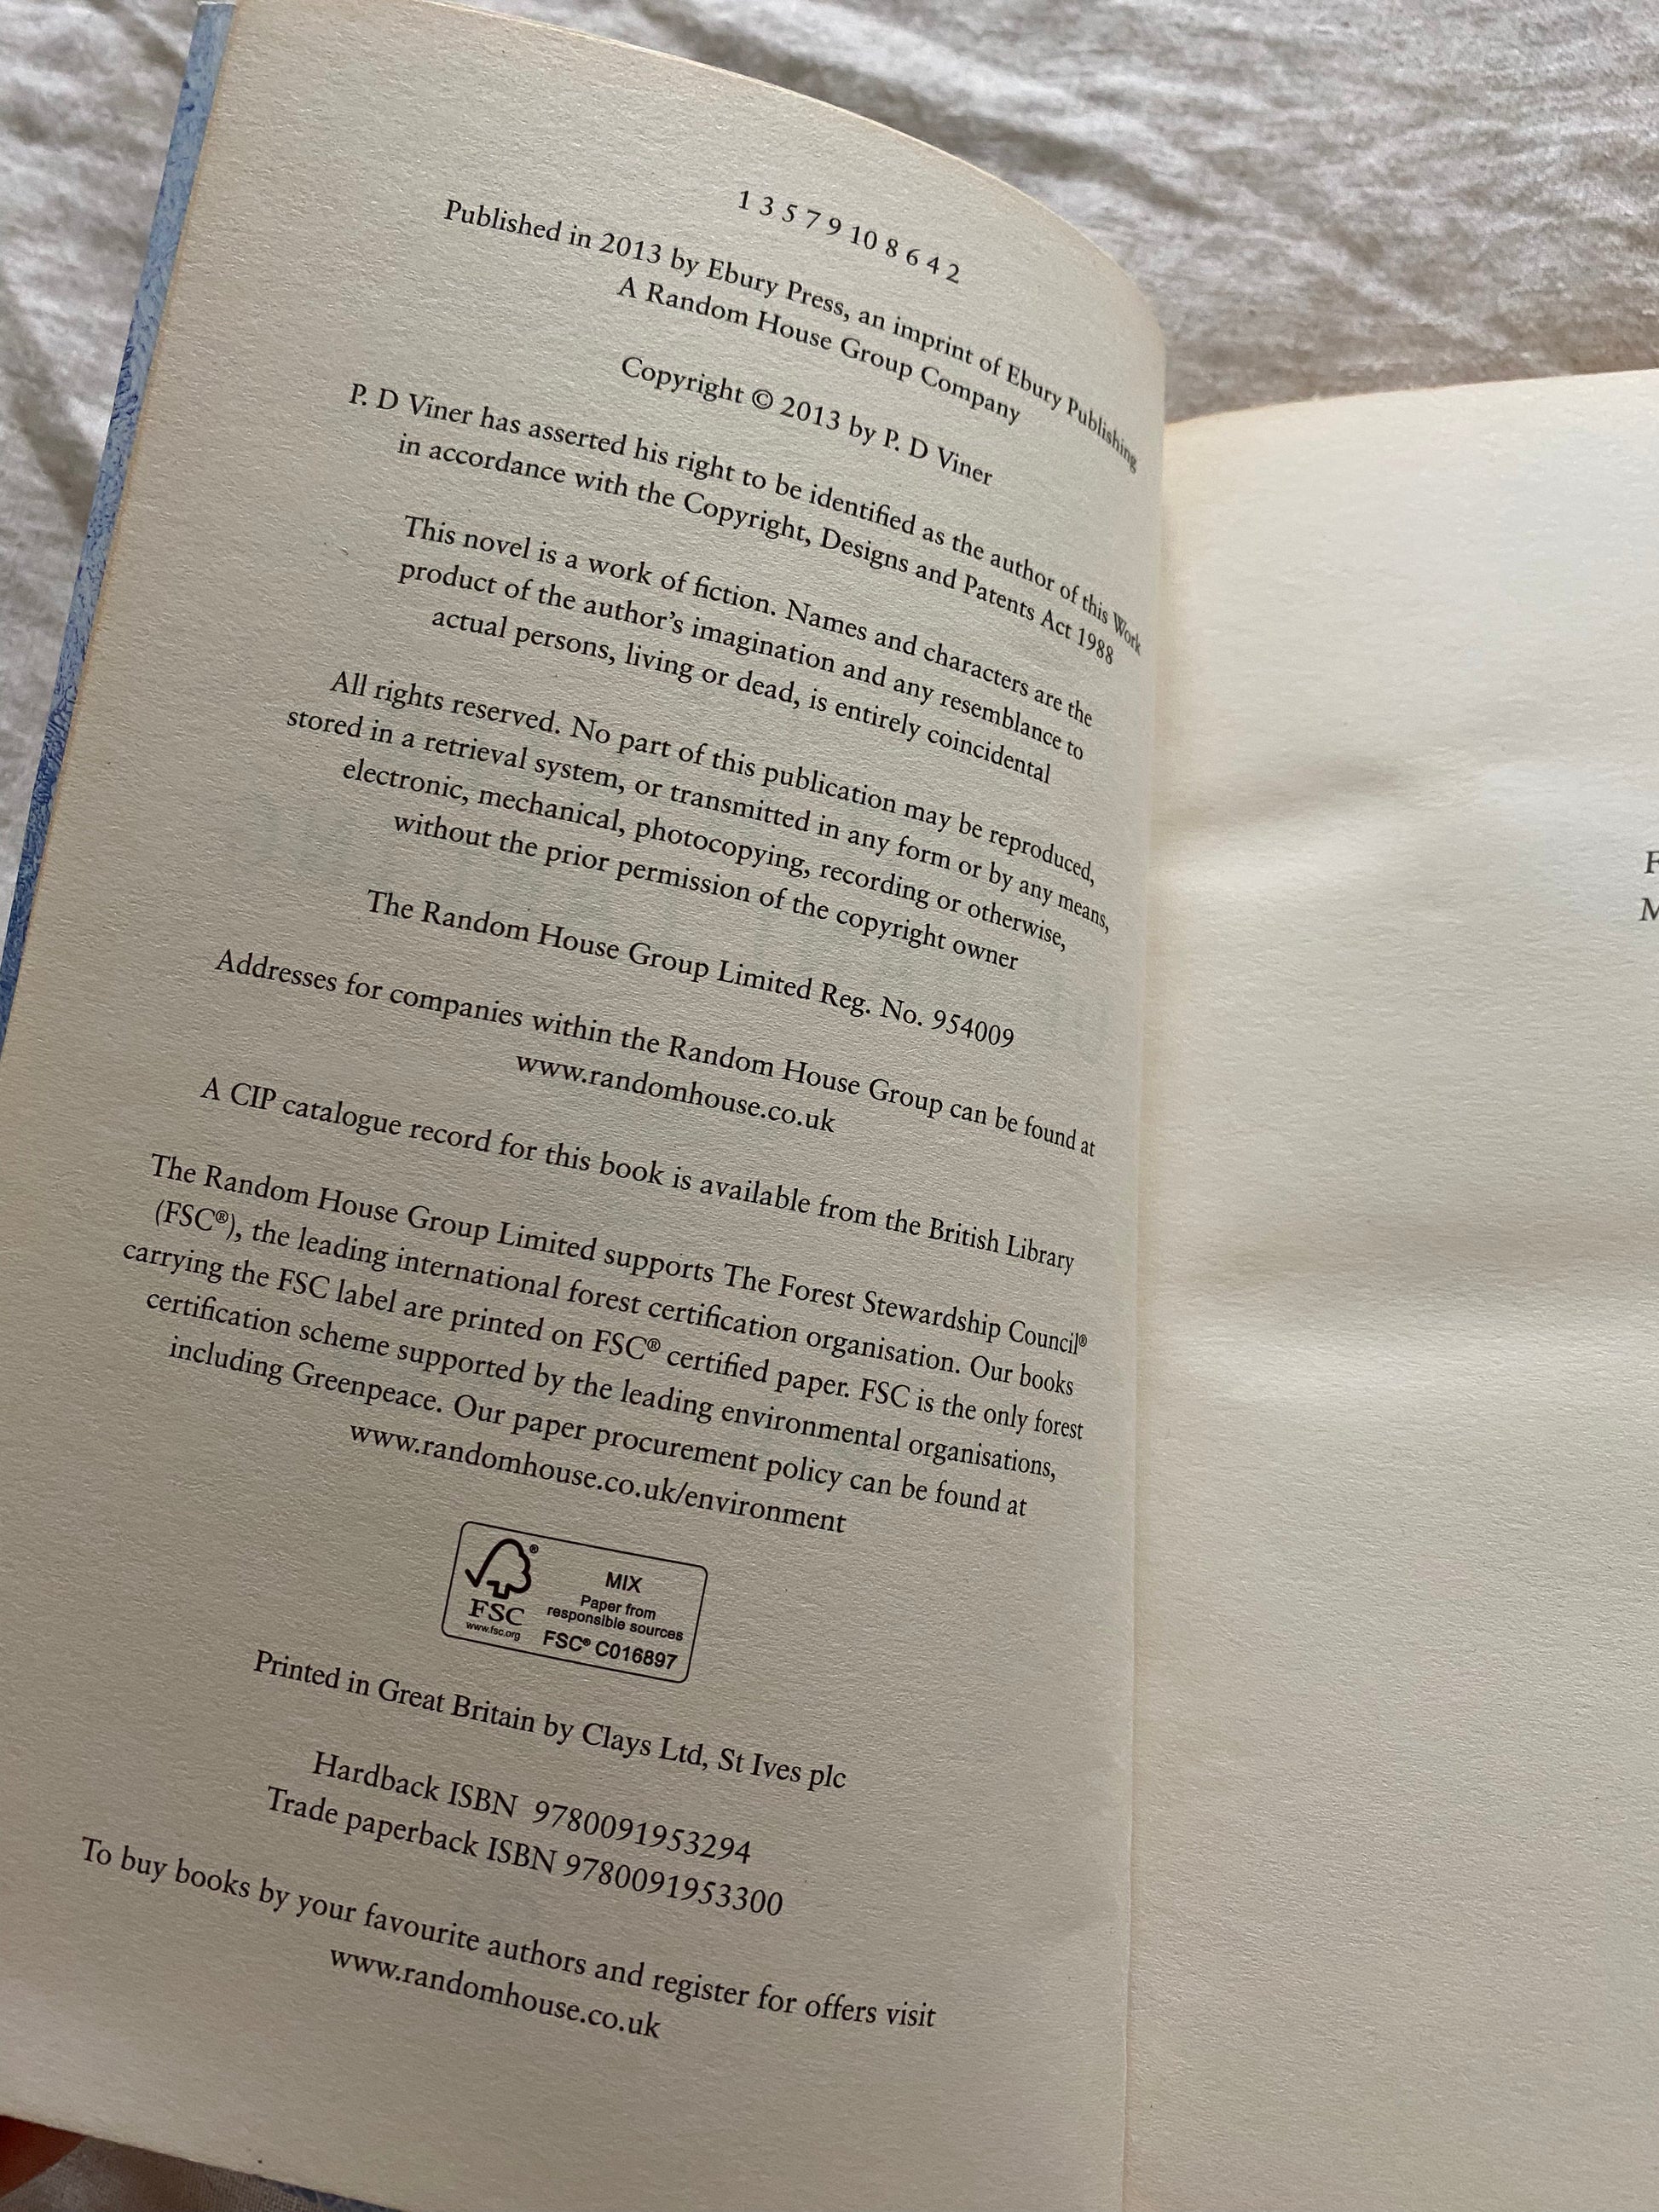 1 3 5 7 9 10 8 6 4 2
Published in 2013 by Ebury Press, an imprint of Ebury Publishing
A Random House Group Company
Copyright © 2013 by P. D Viner
P. D Viner has asserted his right to be identified as the author of this Work
in accordance with the Copyright, Designs and Patents Act 1988
This novel is a work of fiction. Names and characters are the
product of the author's imagination and any resemblance to
actual persons, living or dead, is entirely coincidental
All rights reserved. No part of this publication may be reproduced,
stored in a retrieval system, or transmitted in any form or by any means,
electronic, mechanical, photocopying, recording or otherwise,
without the prior permission of the copyright owner
The Random House Group Limited Reg. No. 954009
Addresses for companies within the Random House Group can be found at
www.randomhouse.co.uk
A CIP catalogue record for this book is available from the British Library
The Random House Group Limited supports The Forest Stewardship Council®
(FSC®), the leading international forest certification organisation. Our books
carrying the FSC label are printed on FSC® certified paper. FSC is the only forest
certification scheme supported by the leading environmental organisations,
including Greenpeace. Our paper procurement policy can be found at
www.randomhouse.co.uk/environment
®
FSC
www.fsc.org
MIX
Paper from
responsible sources
FSC® C016897
Printed in Great Britain by Clays Ltd, St Ives plc
Hardback ISBN 9780091953294
Trade paperback ISBN 9780091953300
To buy books by your favourite authors and register for offers visit
www.randomhouse.co.uk
F
M